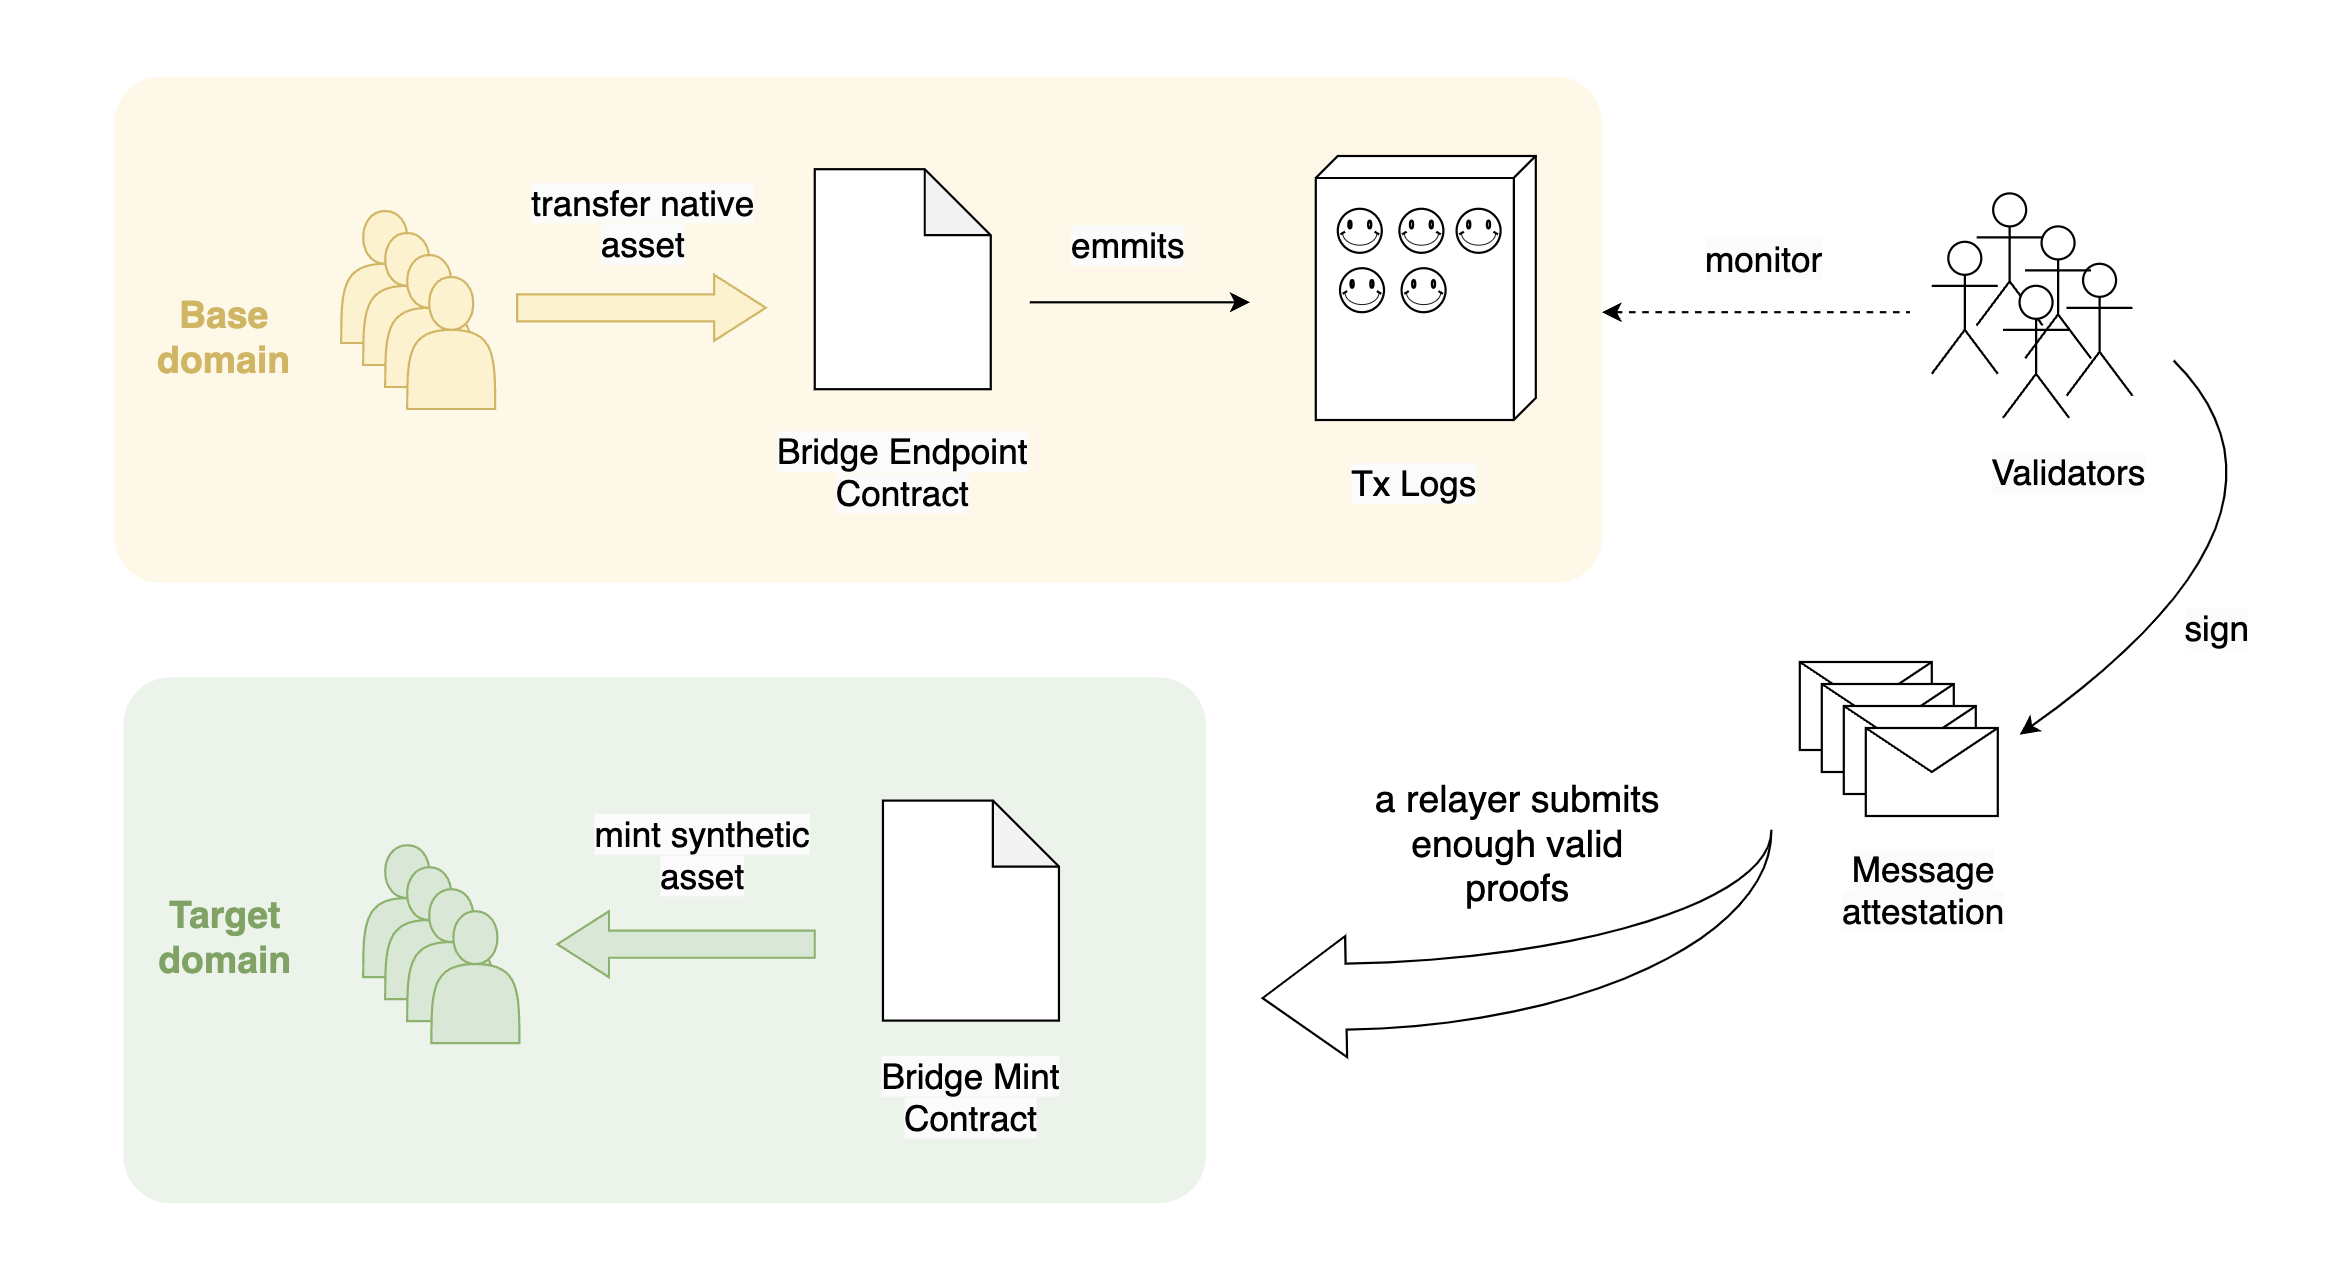 Base
domain
transfer native
asset
Bridge Endpoint
Contract
emmits
Tx Logs
monitor
Validators
sign
Message
attestation
a relayer submits
enough valid
proofs
Bridge Mint
Contract
mint synthetic
asset
Target
domain